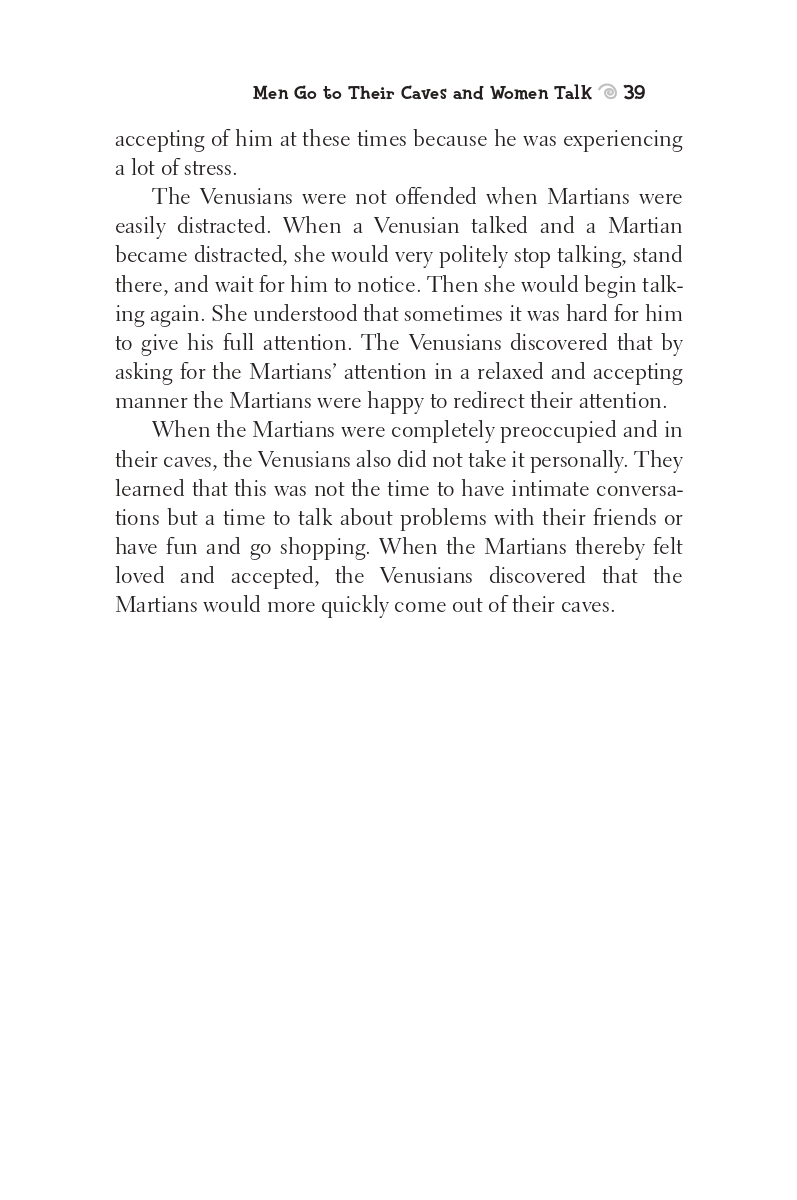 Men Go to Their Caves and Women Talk 39
accepting of him at these times because he was experiencing
a lot of stress.
The Venusians were not offended when Martians were
easily distracted. When a Venusian talked and a Martian
became distracted, she would very politely stop talking, stand
there, and wait for him to notice. Then she would begin talk-
ing again. She understood that sometimes it was hard for him
to give his full attention. The Venusians discovered that by
asking for the Martians’ attention in a relaxed and accepting
manner the Martians were happy to redirect their attention.
When the Martians were completely preoccupied and in
their caves, the Venusians also did not take it personally. They
learned that this was not the time to have intimate conversa-
tions but a time to talk about problems with their friends or
have fun and go shopping. When the Martians thereby felt
loved and accepted, the Venusians discovered that the
Martians would more quickly come out of their caves.